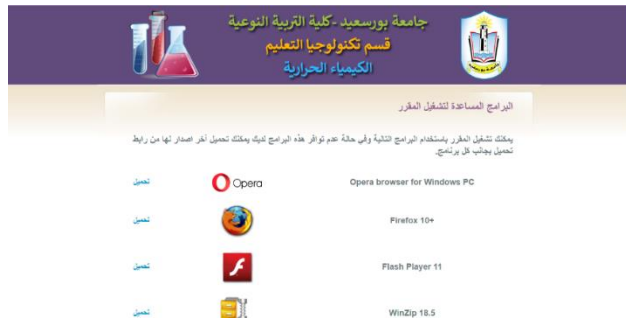 جامعة بورسعيد - كلية التربية النوعية
قسم تكنولوجيا التعليم
الكيمياء الحرارية
البرامج المساعدة لتشغيل المقرر
يمكنك تشغيل المقرر باستخدام البرامج التالية وفي حالة عدم توافر هذه البرامج لديك يمكنك تحميل أخر اصدار لها من رابط
تحميل بجانب كل برنامج.
Opera browser for Windows PC
Opera
تحميل
Firefox 10+
تحميل
Flash Player 11
تحميل
WinZip 18.5
تحميل